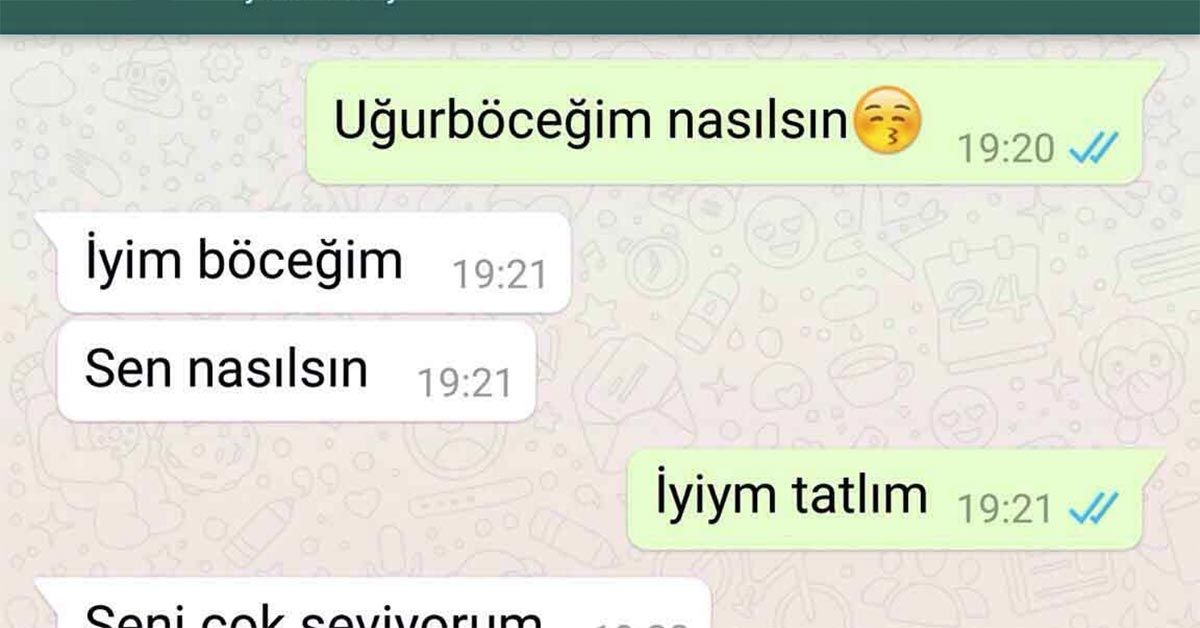 Uğurböceğim nasılsın😚 19:20
İyim böceğim 19:21
Sen nasılsın 19:21
İyiym tatlım 19:21
Seni çok seviyorum